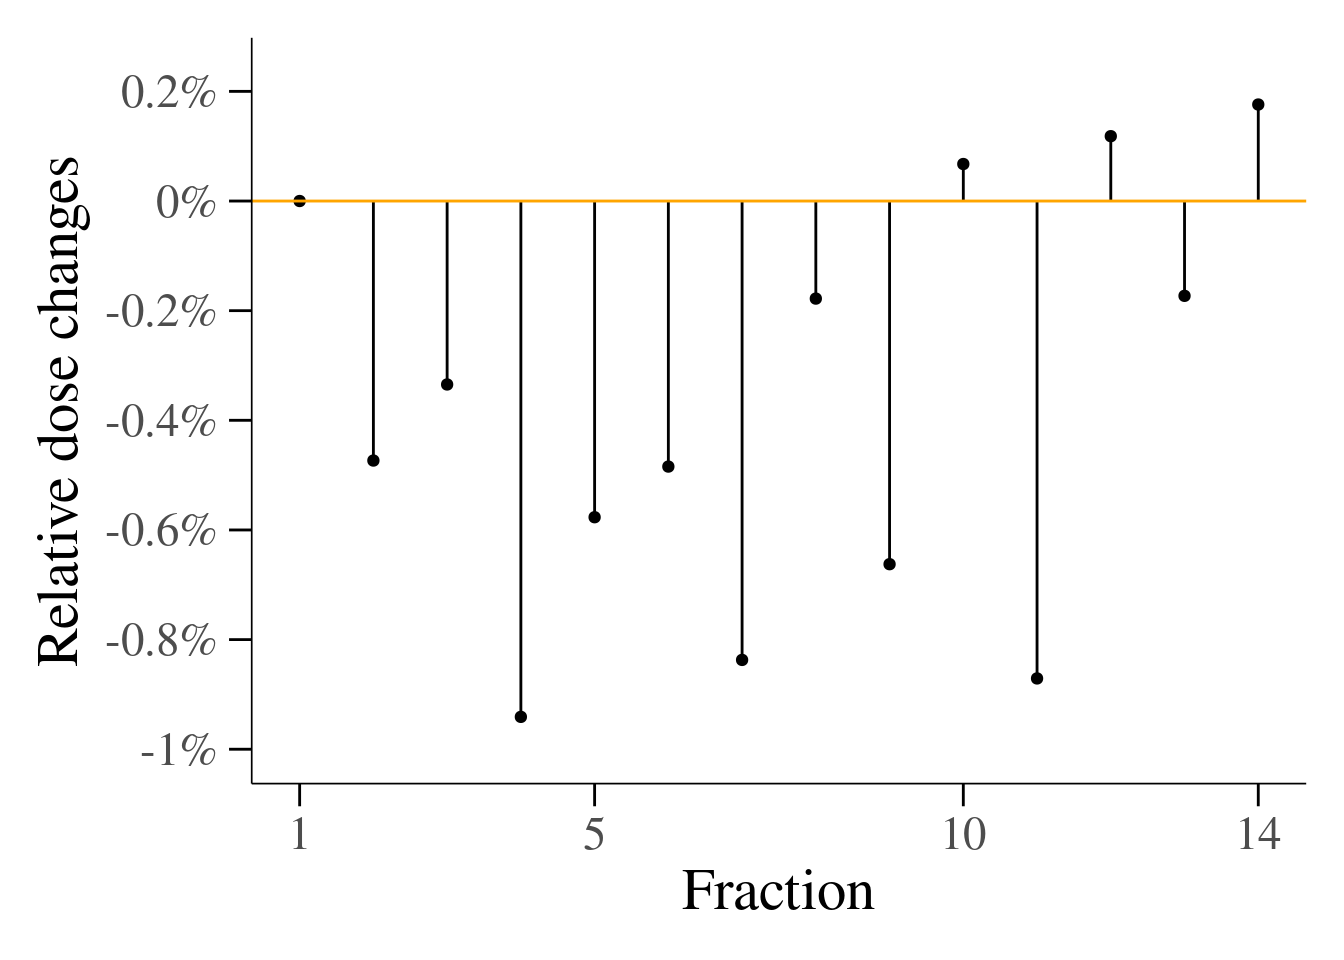 Relative dose changes
0.2%
0%
-0.2%
-0.4%
-0.6%
-0.8%
-1%
1 5 10 14
Fraction